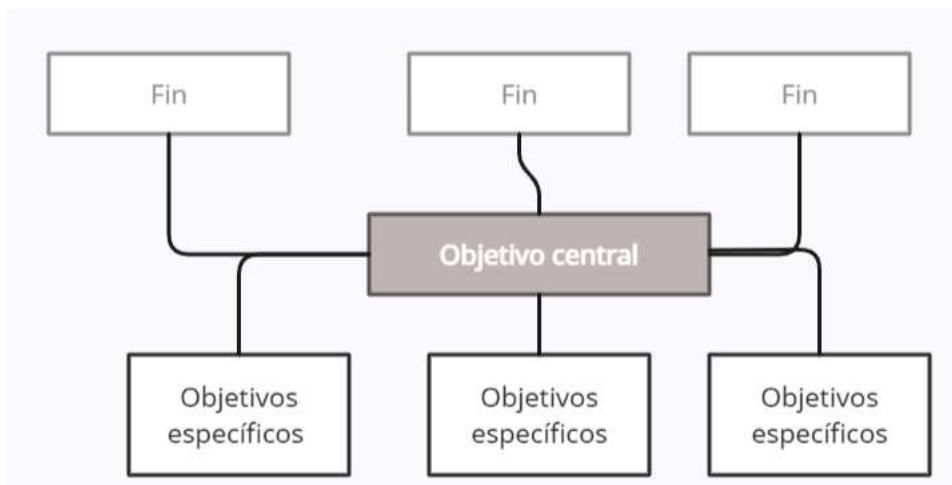 Fin
Fin
Fin
Objetivo central
Objetivos
específicos
Objetivos
específicos
Objetivos
específicos